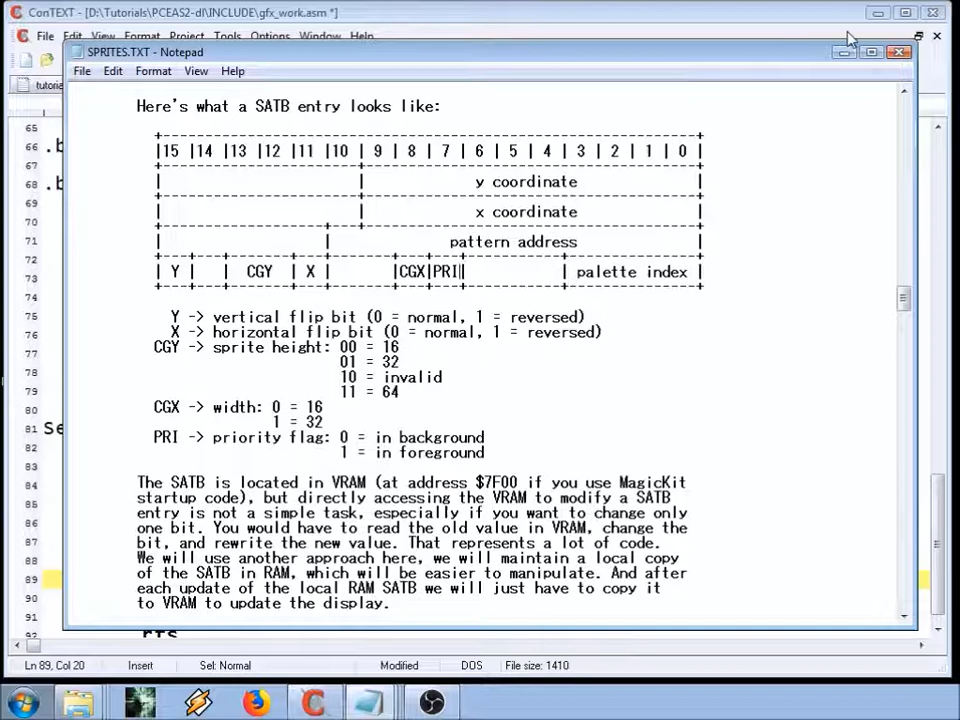 ConTEXT - [D:\Tutorials\PCEAS2-dl\INCLUDE\gfx_work.asm *]
File Edit View Format Project Tools Options Window Help
SPRITES.TXT - Notepad
File Edit Format View Help
Here's what a SATB entry looks like:
+---------------------------------------------------------------+
|15 |14 |13 |12 |11 |10 | 9 | 8 | 7 | 6 | 5 | 4 | 3 | 2 | 1 | 0 |
| | y coordinate |
| | x coordinate |
| | pattern address |
| Y | | CGY | X | |CGX|PRI| | palette index |
Y -> vertical flip bit (0 = normal, 1 = reversed)
X -> horizontal flip bit (0 = normal, 1 = reversed)
CGY -> sprite height: 00 = 16
01 = 32
10 = invalid
11 = 64
CGX -> width: 0 = 16
1 = 32
PRI -> priority flag: 0 = in background
1 = in foreground
The SATB is located in VRAM (at address $7F00 if you use MagicKit
startup code), but directly accessing the VRAM to modify a SATB
entry is not a simple task, especially if you want to change only
one bit. You would have to read the old value in VRAM, change the
bit, and rewrite the new value. That represents a lot of code.
We will use another approach here, we will maintain a local copy
of the SATB in RAM, which will be easier to manipulate. And after
each update of the local RAM SATB we will just have to copy it
to VRAM to update the display.
tutoria
65
66 .b
67
68 .b
69
70
71
72
73
74
75
76
77
78
79
80
81 Se
82
83
84
85
86
87
88
89
90
91
92 rts
Ln 89, Col 20 Insert Sel: Normal Modified DOS File size: 1410